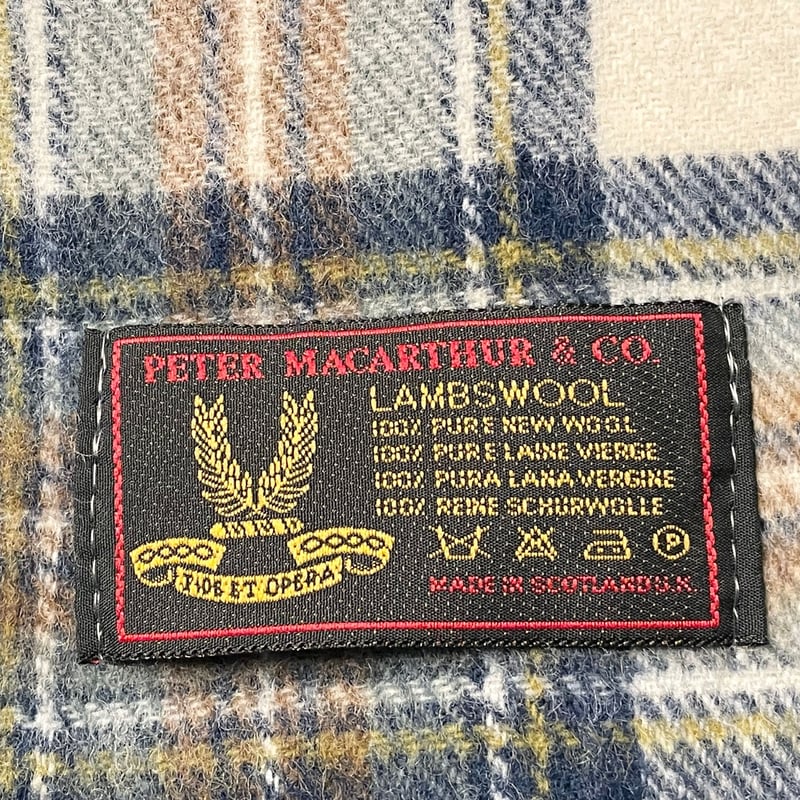 PETER MACARTHUR & CO.
LAMBSWOOL
100% PURE NEW WOOL
100% PURE LAINE VIERGE
100% PURA LANA VERGINE
100% REINE SCHURWOLLE
FIDE ET OPERA
P
MADE IN SCOTLAND U.K.